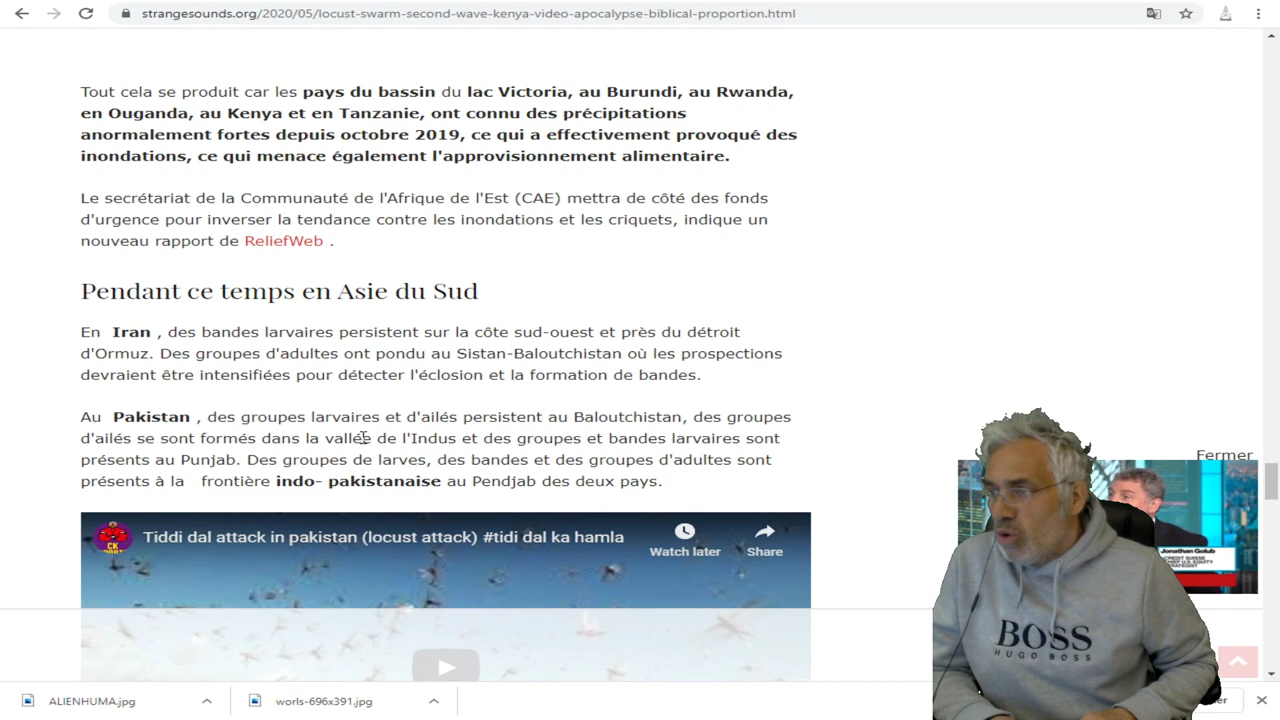 strangesounds.org/2020/05/locust-swarm-second-wave-kenya-video-apocalypse-biblical-proportion.html
Tout cela se produit car les pays du bassin du lac Victoria, au Burundi, au Rwanda,
en Ouganda, au Kenya et en Tanzanie, ont connu des précipitations
anormalement fortes depuis octobre 2019, ce qui a effectivement provoqué des
inondations, ce qui menace également l'approvisionnement alimentaire.
Le secrétariat de la Communauté de l'Afrique de l'Est (CAE) mettra de côté des fonds
d'urgence pour inverser la tendance contre les inondations et les criquets, indique un
nouveau rapport de ReliefWeb .
Pendant ce temps en Asie du Sud
En Iran , des bandes larvaires persistent sur la côte sud-ouest et près du détroit
d'Ormuz. Des groupes d'adultes ont pondu au Sistan-Baloutchistan où les prospections
devraient être intensifiées pour détecter l'éclosion et la formation de bandes.
Au Pakistan , des groupes larvaires et d'ailés persistent au Baloutchistan, des groupes
d'ailés se sont formés dans la vallée de l'Indus et des groupes et bandes larvaires sont
présents au Punjab. Des groupes de larves, des bandes et des groupes d'adultes sont
présents à la frontière indo- pakistanaise au Pendjab des deux pays.
Fermer
Jonathan Golub
CREDIT SUISSE
CHIEF U.S. EQUITY
STRATEGIST
CK
Tiddi dal attack in pakistan (locust attack) #tidi dal ka hamla
Watch later
Share
BOSS
HUGO BOSS
ALIENHUMA.jpg
worls-696x391.jpg